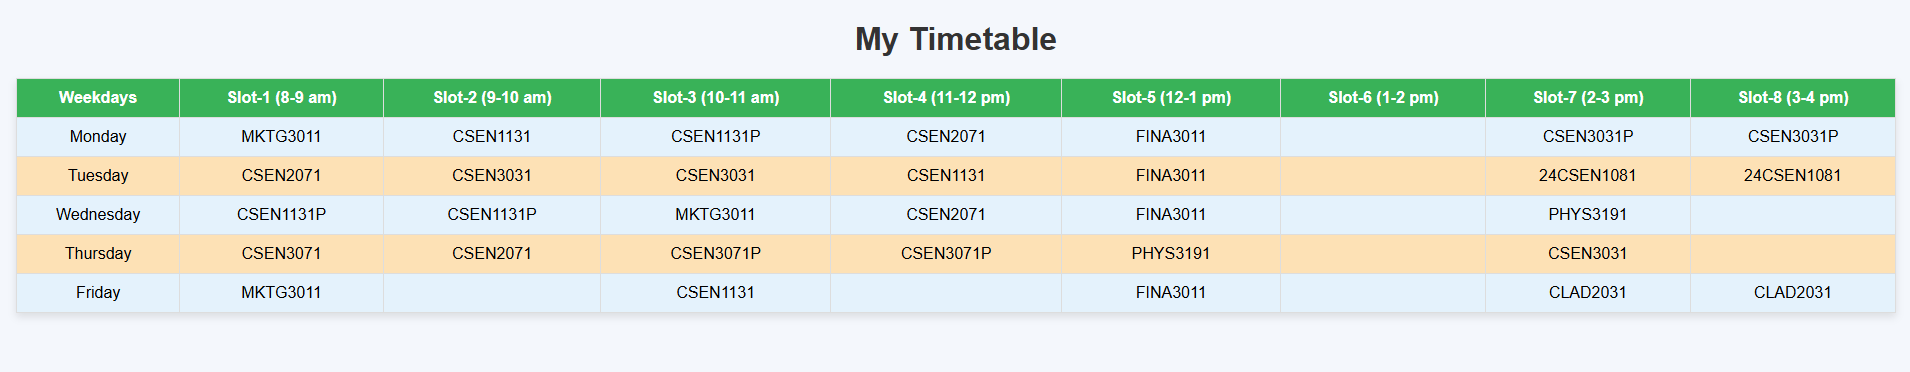 My Timetable
Weekdays Slot-1 (8-9 am) Slot-2 (9-10 am) Slot-3 (10-11 am) Slot-4 (11-12 pm) Slot-5 (12-1 pm) Slot-6 (1-2 pm) Slot-7 (2-3 pm) Slot-8 (3-4 pm)
Monday MKTG3011 CSEN1131 CSEN1131P CSEN2071 FINA3011 CSEN3031P CSEN3031P
Tuesday CSEN2071 CSEN3031 CSEN3031 CSEN1131 FINA3011 24CSEN1081 24CSEN1081
Wednesday CSEN1131P CSEN1131P MKTG3011 CSEN2071 FINA3011 PHYS3191
Thursday CSEN3071 CSEN2071 CSEN3071P CSEN3071P PHYS3191 CSEN3031
Friday MKTG3011 CSEN1131 FINA3011 CLAD2031 CLAD2031